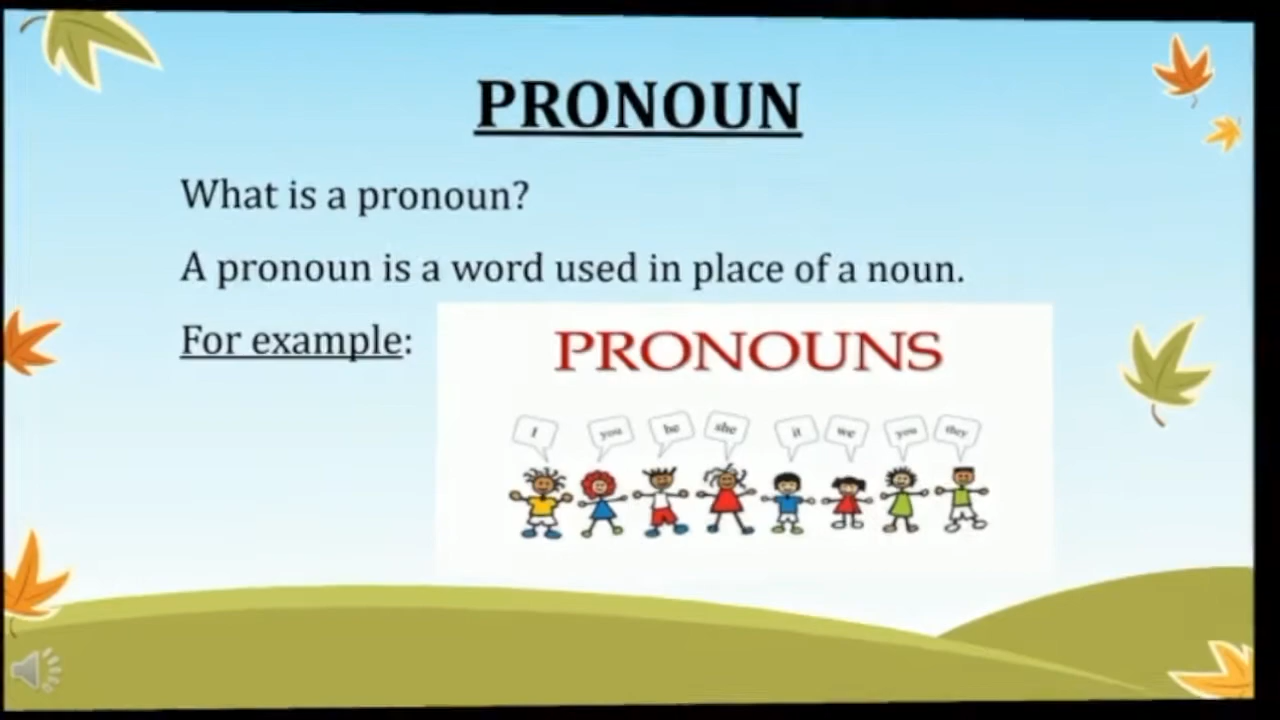 PRONOUN
What is a pronoun?
A pronoun is a word used in place of a noun.
For example:
PRONOUNS
I you he she it we you they